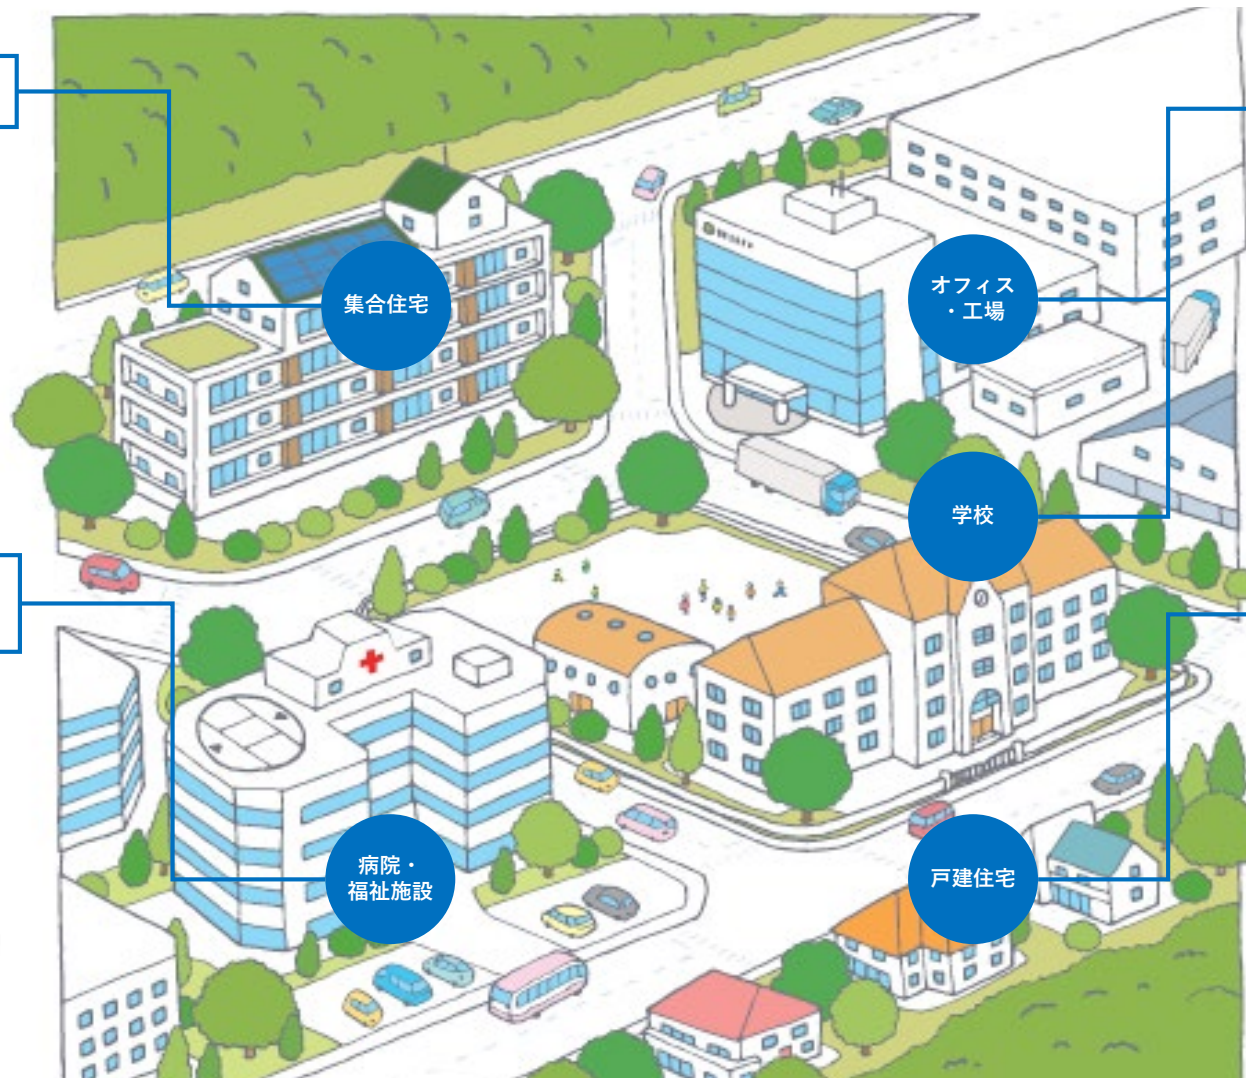 集合住宅
オフィス
・工場
学校
病院・
福祉施設
戸建住宅